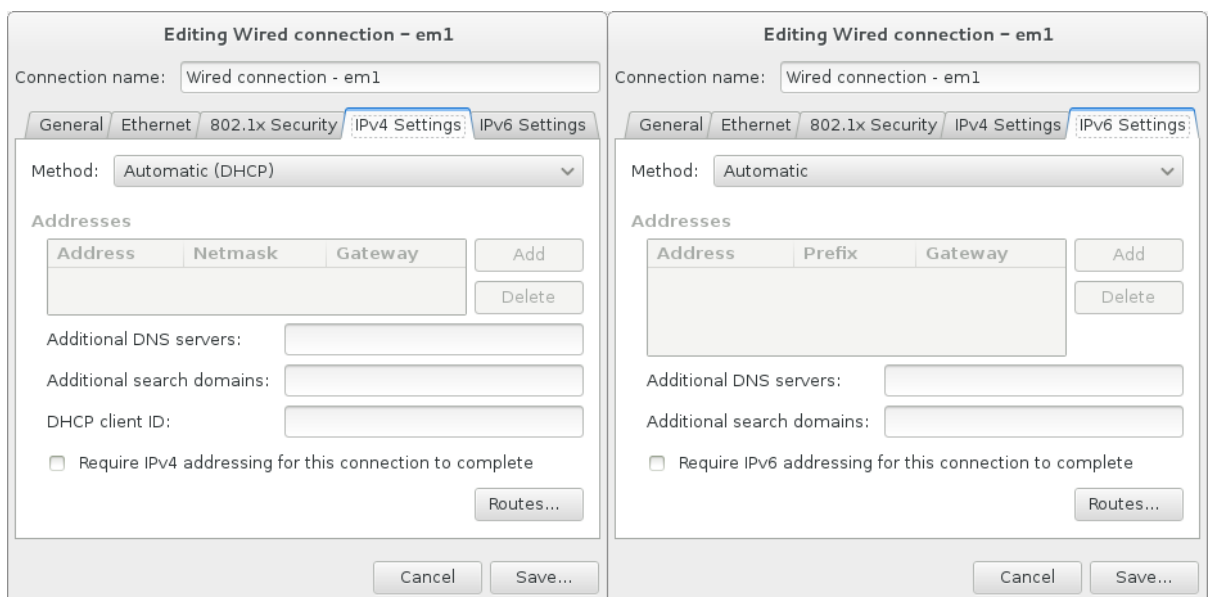 Editing Wired connection – em1
Connection name: Wired connection - em1
General Ethernet 802.1x Security IPv4 Settings IPv6 Settings
Method: Automatic (DHCP)
Addresses
Address Netmask Gateway Add
Delete
Additional DNS servers:
Additional search domains:
DHCP client ID:
Require IPv4 addressing for this connection to complete
Routes...
Cancel Save...
Editing Wired connection – em1
Connection name: Wired connection - em1
General Ethernet 802.1x Security IPv4 Settings IPv6 Settings
Method: Automatic
Addresses
Address Prefix Gateway Add
Delete
Additional DNS servers:
Additional search domains:
Require IPv6 addressing for this connection to complete
Routes...
Cancel Save...